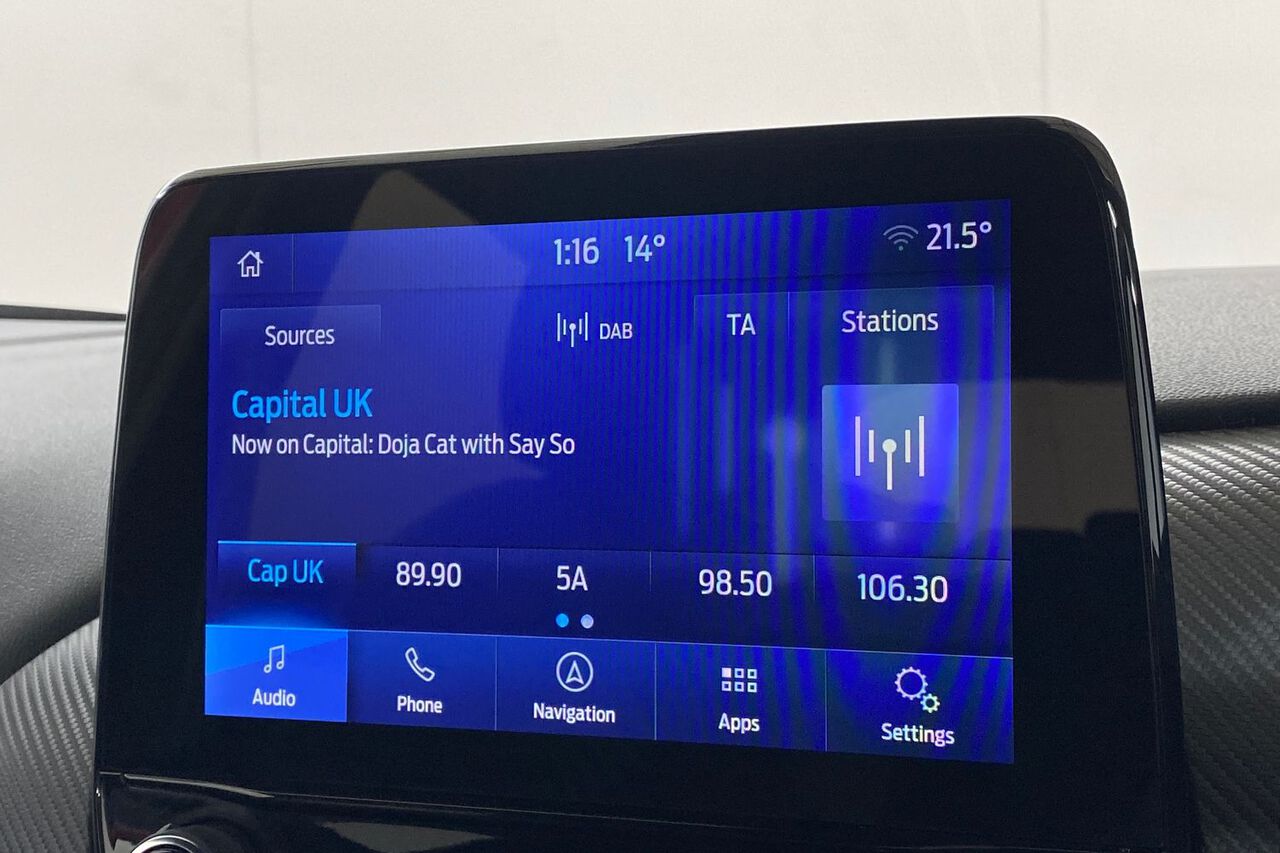 1:16 14° 21.5°
Sources DAB TA Stations
Capital UK
Now on Capital: Doja Cat with Say So
Cap UK 89.90 5A 98.50 106.30
Audio Phone Navigation Apps Settings